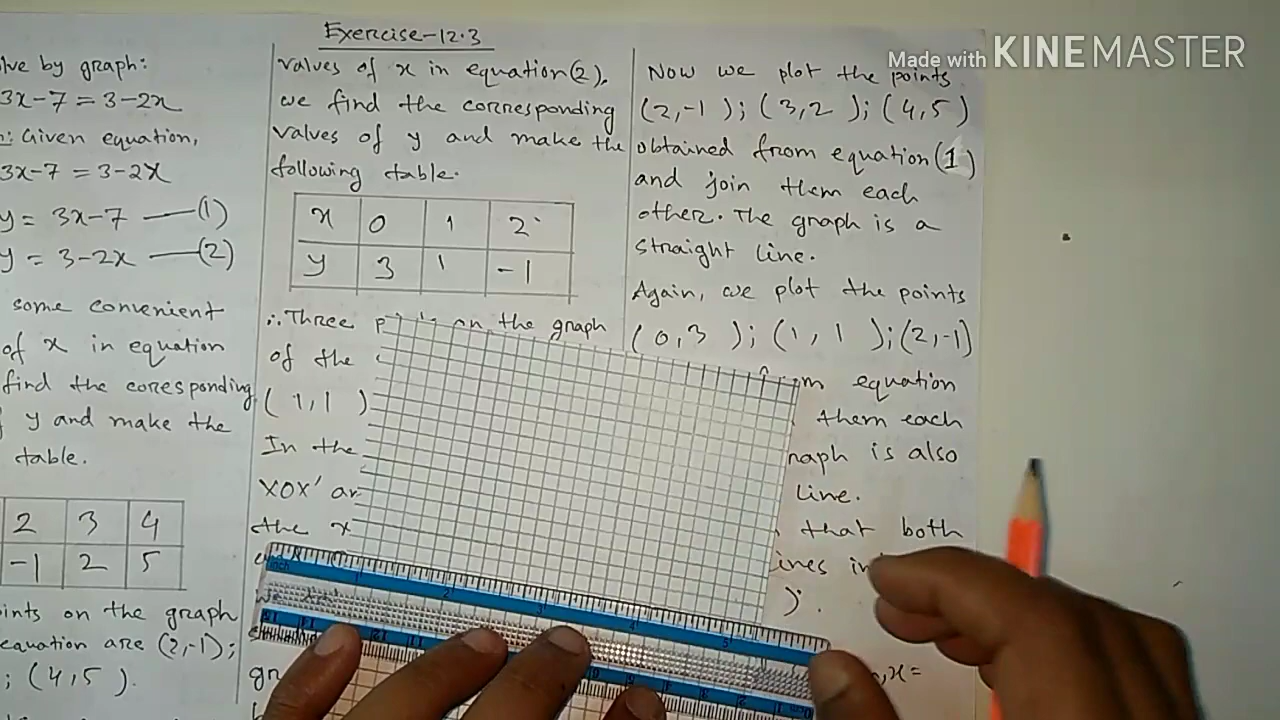 Exercise-12.3
by graph:
3x-7 = 3-2x
Given equation,
3x-7 = 3-2x
y = 3x-7 —(1)
y = 3-2x —(2)
some convenient
of x in equation
find the coresponding
y and make the
table.
2 3 4
-1 2 5
on the graph
are (2,-1);
; (4,5).
values of x in equation(2),
we find the corresponding
values of y and make the
following table.
x 0 1 2
y 3 1 -1
∴Three on the graph
of the
(1,1)
In the
XOX'
the x
Now we plot the points
(2,-1); (3,2); (4,5)
obtained from equation(1)
and join them each
other. The graph is a
straight line.
Again, we plot the points
(0,3); (1,1); (2,-1)
equation
them each
is also
line.
that both
Made with KINEMASTER